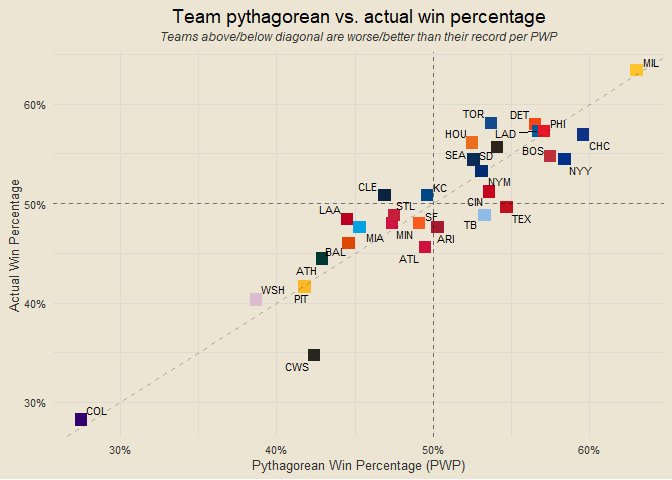 Team pythagorean vs. actual win percentage
Teams above/below diagonal are worse/better than their record per PWP
MIL
60%
TOR
DET
PHI
HOU
LAD
CHC
SEA
SD
BOS
NYY
CLE
KC
NYM
50%
LAA
STL
CIN
TEX
SF
TB
MIA
MIN
ARI
BAL
ATL
ATH
WSH
PIT
40%
CWS
30%
COL
30%
40%
50%
60%
Actual Win Percentage
Pythagorean Win Percentage (PWP)